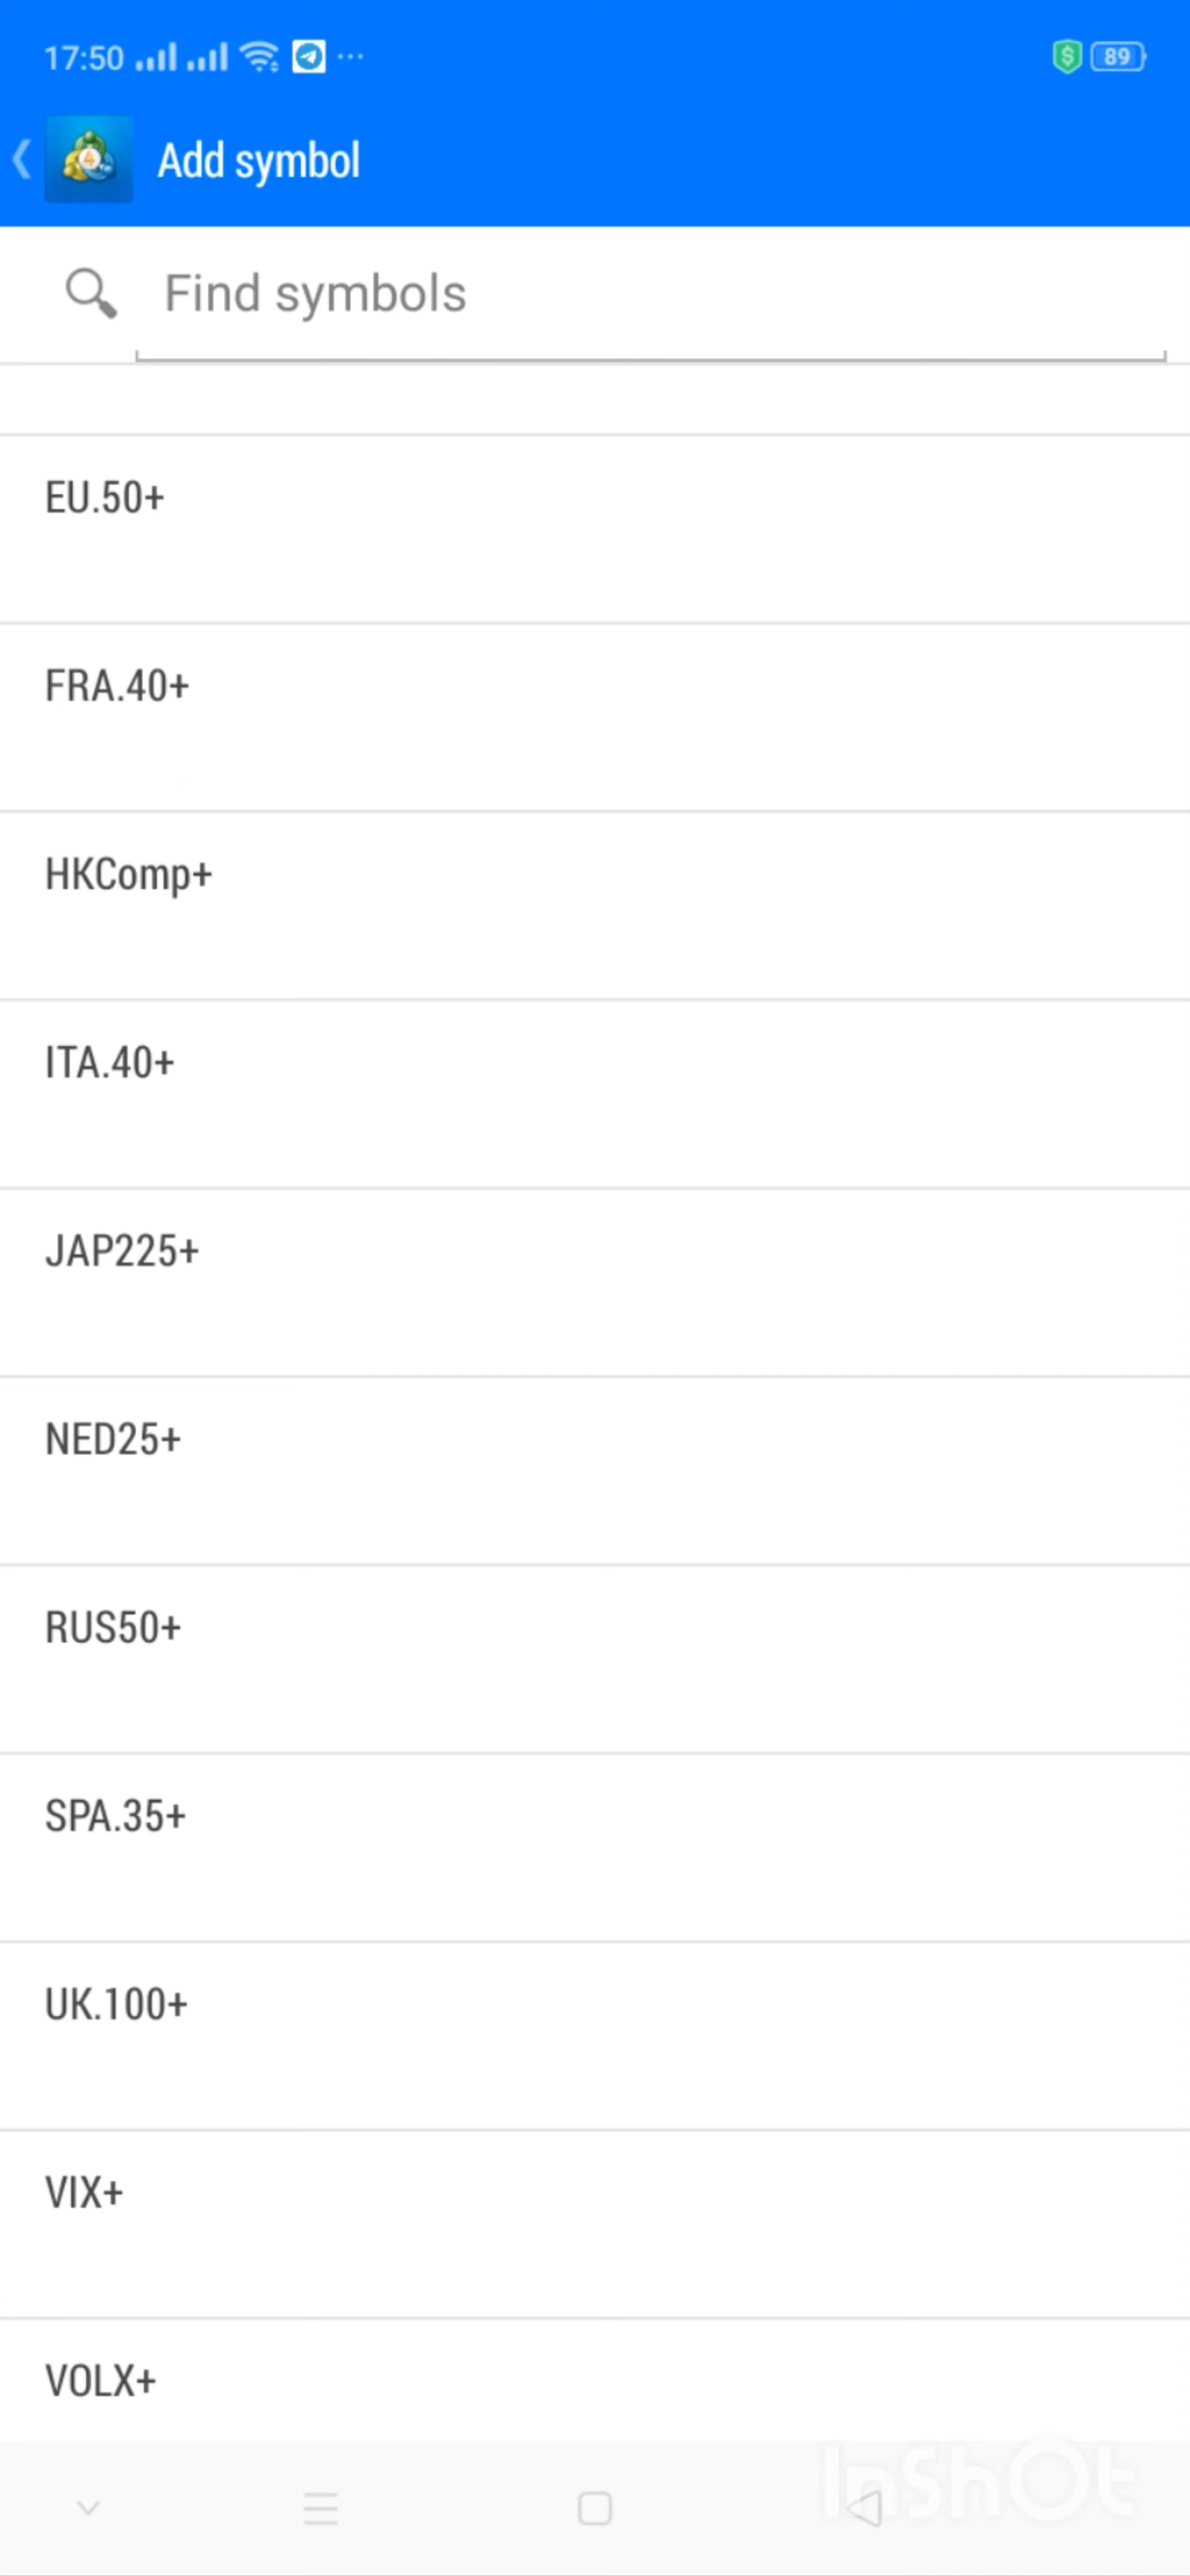 17:50
89
4
Add symbol
Find symbols
EU.50+
FRA.40+
HKComp+
ITA.40+
JAP225+
NED25+
RUS50+
SPA.35+
UK.100+
VIX+
VOLX+
InShOt